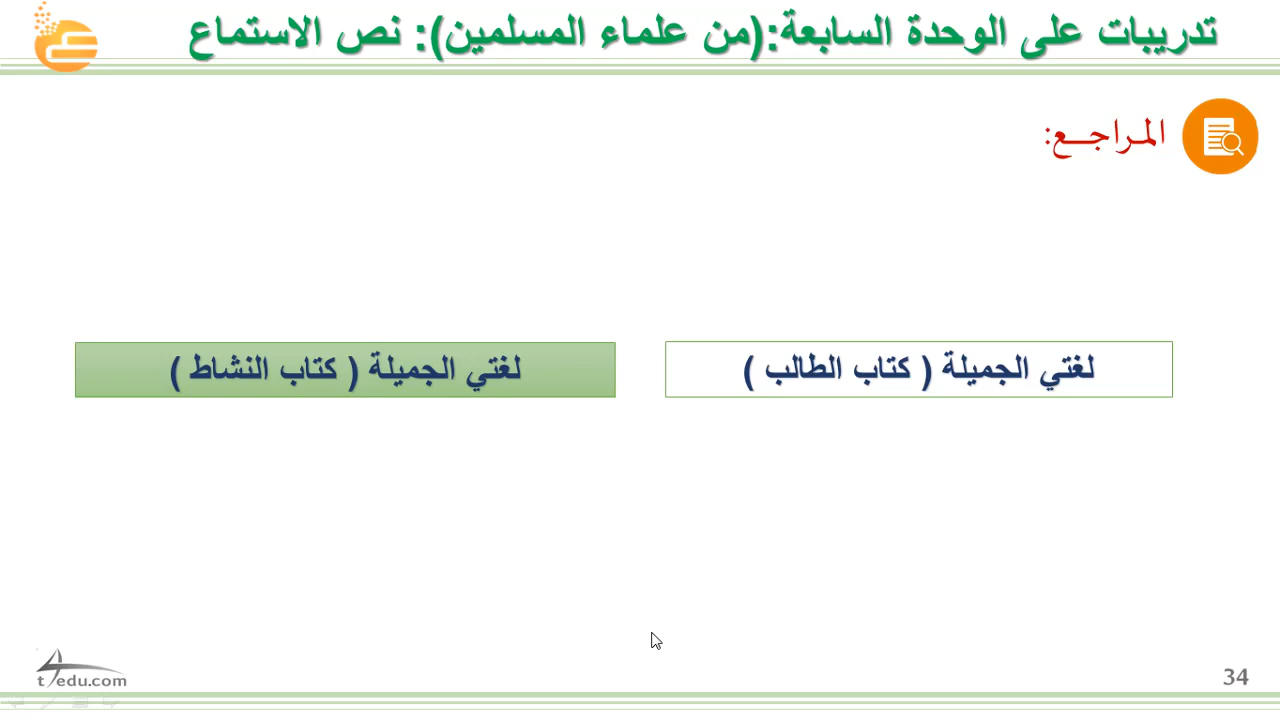 تدريبات على الوحدة السابعة:(من علماء المسلمين): نص الاستماع
المراجع:
لغتي الجميلة ( كتاب الطالب )
لغتي الجميلة ( كتاب النشاط )
t4edu.com
34